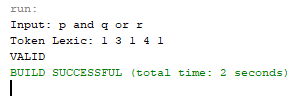 run:
Input: p and q or r
Token Lexic: 1 3 1 4 1
VALID
BUILD SUCCESSFUL (total time: 2 seconds)